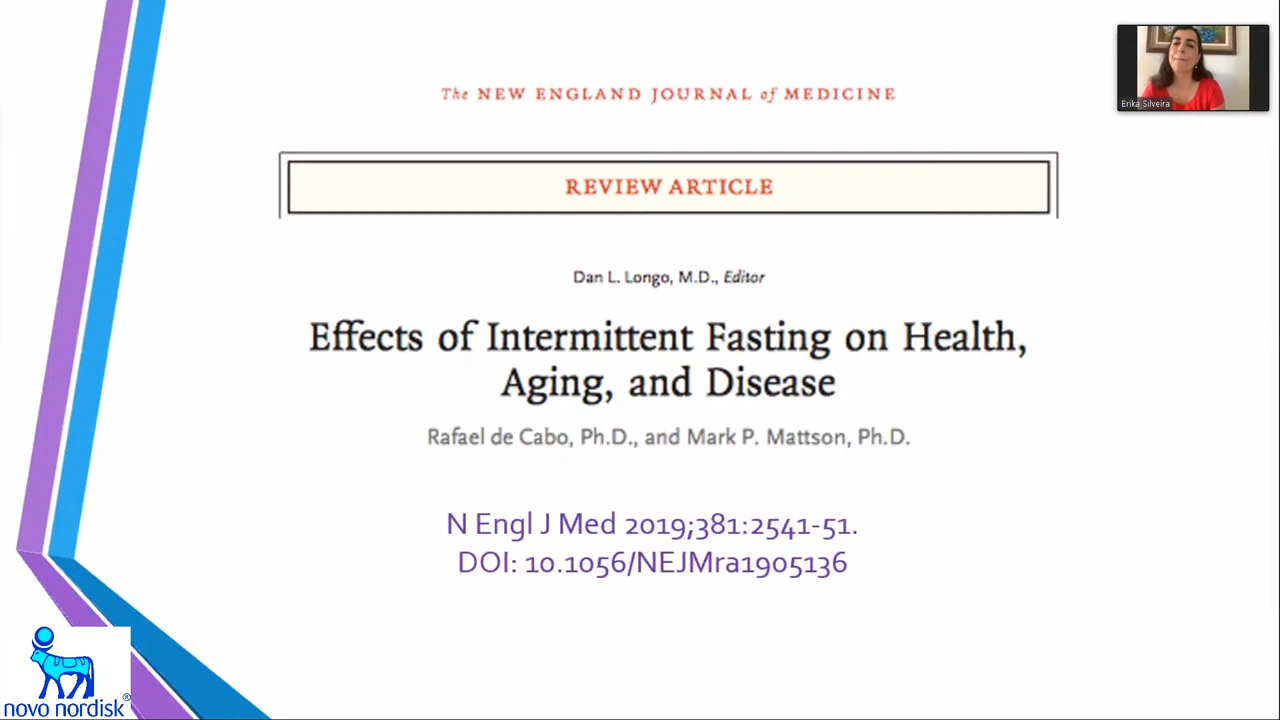 The NEW ENGLAND JOURNAL of MEDICINE
Erika Silveira
REVIEW ARTICLE
Dan L. Longo, M.D., Editor
Effects of Intermittent Fasting on Health,
Aging, and Disease
Rafael de Cabo, Ph.D., and Mark P. Mattson, Ph.D.
N Engl J Med 2019;381:2541-51.
DOI: 10.1056/NEJMra1905136
novo nordisk®